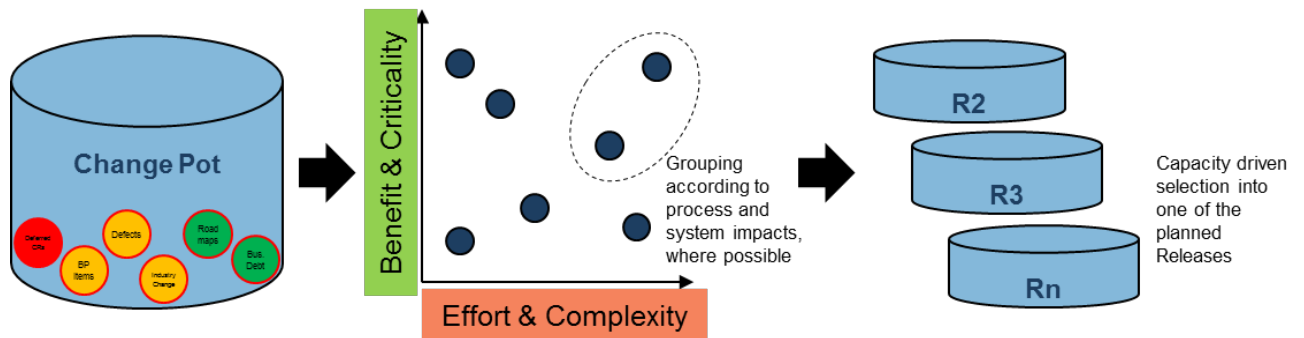 Change Pot
Deferred
CRs
BP
Items
Defects
Industry
Change
Road
maps
Bus.
Dept
Benefit & Criticality
Effort & Complexity
Grouping
according to
process and
system impacts,
where possible
R2
R3
Rn
Capacity driven
selection into
one of the
planned
Releases